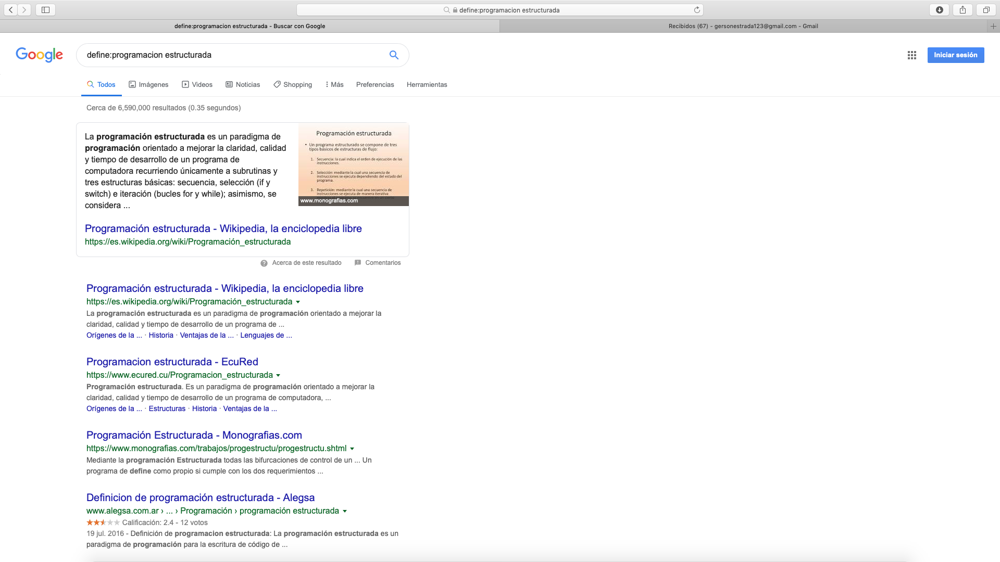 define:programacion estructurada
define:programacion estructurada - Buscar con Google
Recibidos (67) - gersonestrada123@gmail.com - Gmail
Google
define:programacion estructurada
Iniciar sesión
Todos Imágenes Videos Noticias Shopping Más Preferencias Herramientas
Cerca de 6,590,000 resultados (0.35 segundos)
La programación estructurada es un paradigma de
programación orientado a mejorar la claridad, calidad
y tiempo de desarrollo de un programa de
computadora recurriendo únicamente a subrutinas y
tres estructuras básicas: secuencia, selección (if y
switch) e iteración (bucles for y while); asimismo, se
considera ...
Programación estructurada
• Un programa estructurado se compone de tres
tipos básicos de estructuras de flujo:
1. Secuencia: la cual indica el orden de ejecución de las
instrucciones.
2. Selección: mediante la cual una secuencia de
instrucciones se ejecuta dependiendo del estado del
programa.
3. Repetición: mediante la cual una secuencia de
instrucciones se ejecuta de manera iterativa
www.monografias.com
Programación estructurada - Wikipedia, la enciclopedia libre
https://es.wikipedia.org/wiki/Programación_estructurada
Acerca de este resultado Comentarios
Programación estructurada - Wikipedia, la enciclopedia libre
https://es.wikipedia.org/wiki/Programación_estructurada
La programación estructurada es un paradigma de programación orientado a mejorar la
claridad, calidad y tiempo de desarrollo de un programa de ...
Orígenes de la ... · Historia · Ventajas de la ... · Lenguajes de ...
Programacion estructurada - EcuRed
https://www.ecured.cu/Programacion_estructurada
Programación estructurada. Es un paradigma de programación orientado a mejorar la
claridad, calidad y tiempo de desarrollo de un programa de computadora, ...
Orígenes de la ... · Estructuras · Historia · Ventajas de la ...
Programación Estructurada - Monografias.com
https://www.monografias.com/trabajos/progestructu/progestructu.shtml
Mediante la programación Estructurada todas las bifurcaciones de control de un ... Un
programa de define como propio si cumple con los dos requerimientos ...
Definicion de programación estructurada - Alegsa
www.alegsa.com.ar › ... › Programación › programación estructurada
Calificación: 2.4 - 12 votos
19 jul. 2016 - Definición de programacion estructurada: La programación estructurada es un
paradigma de programación para la escritura de código de ...